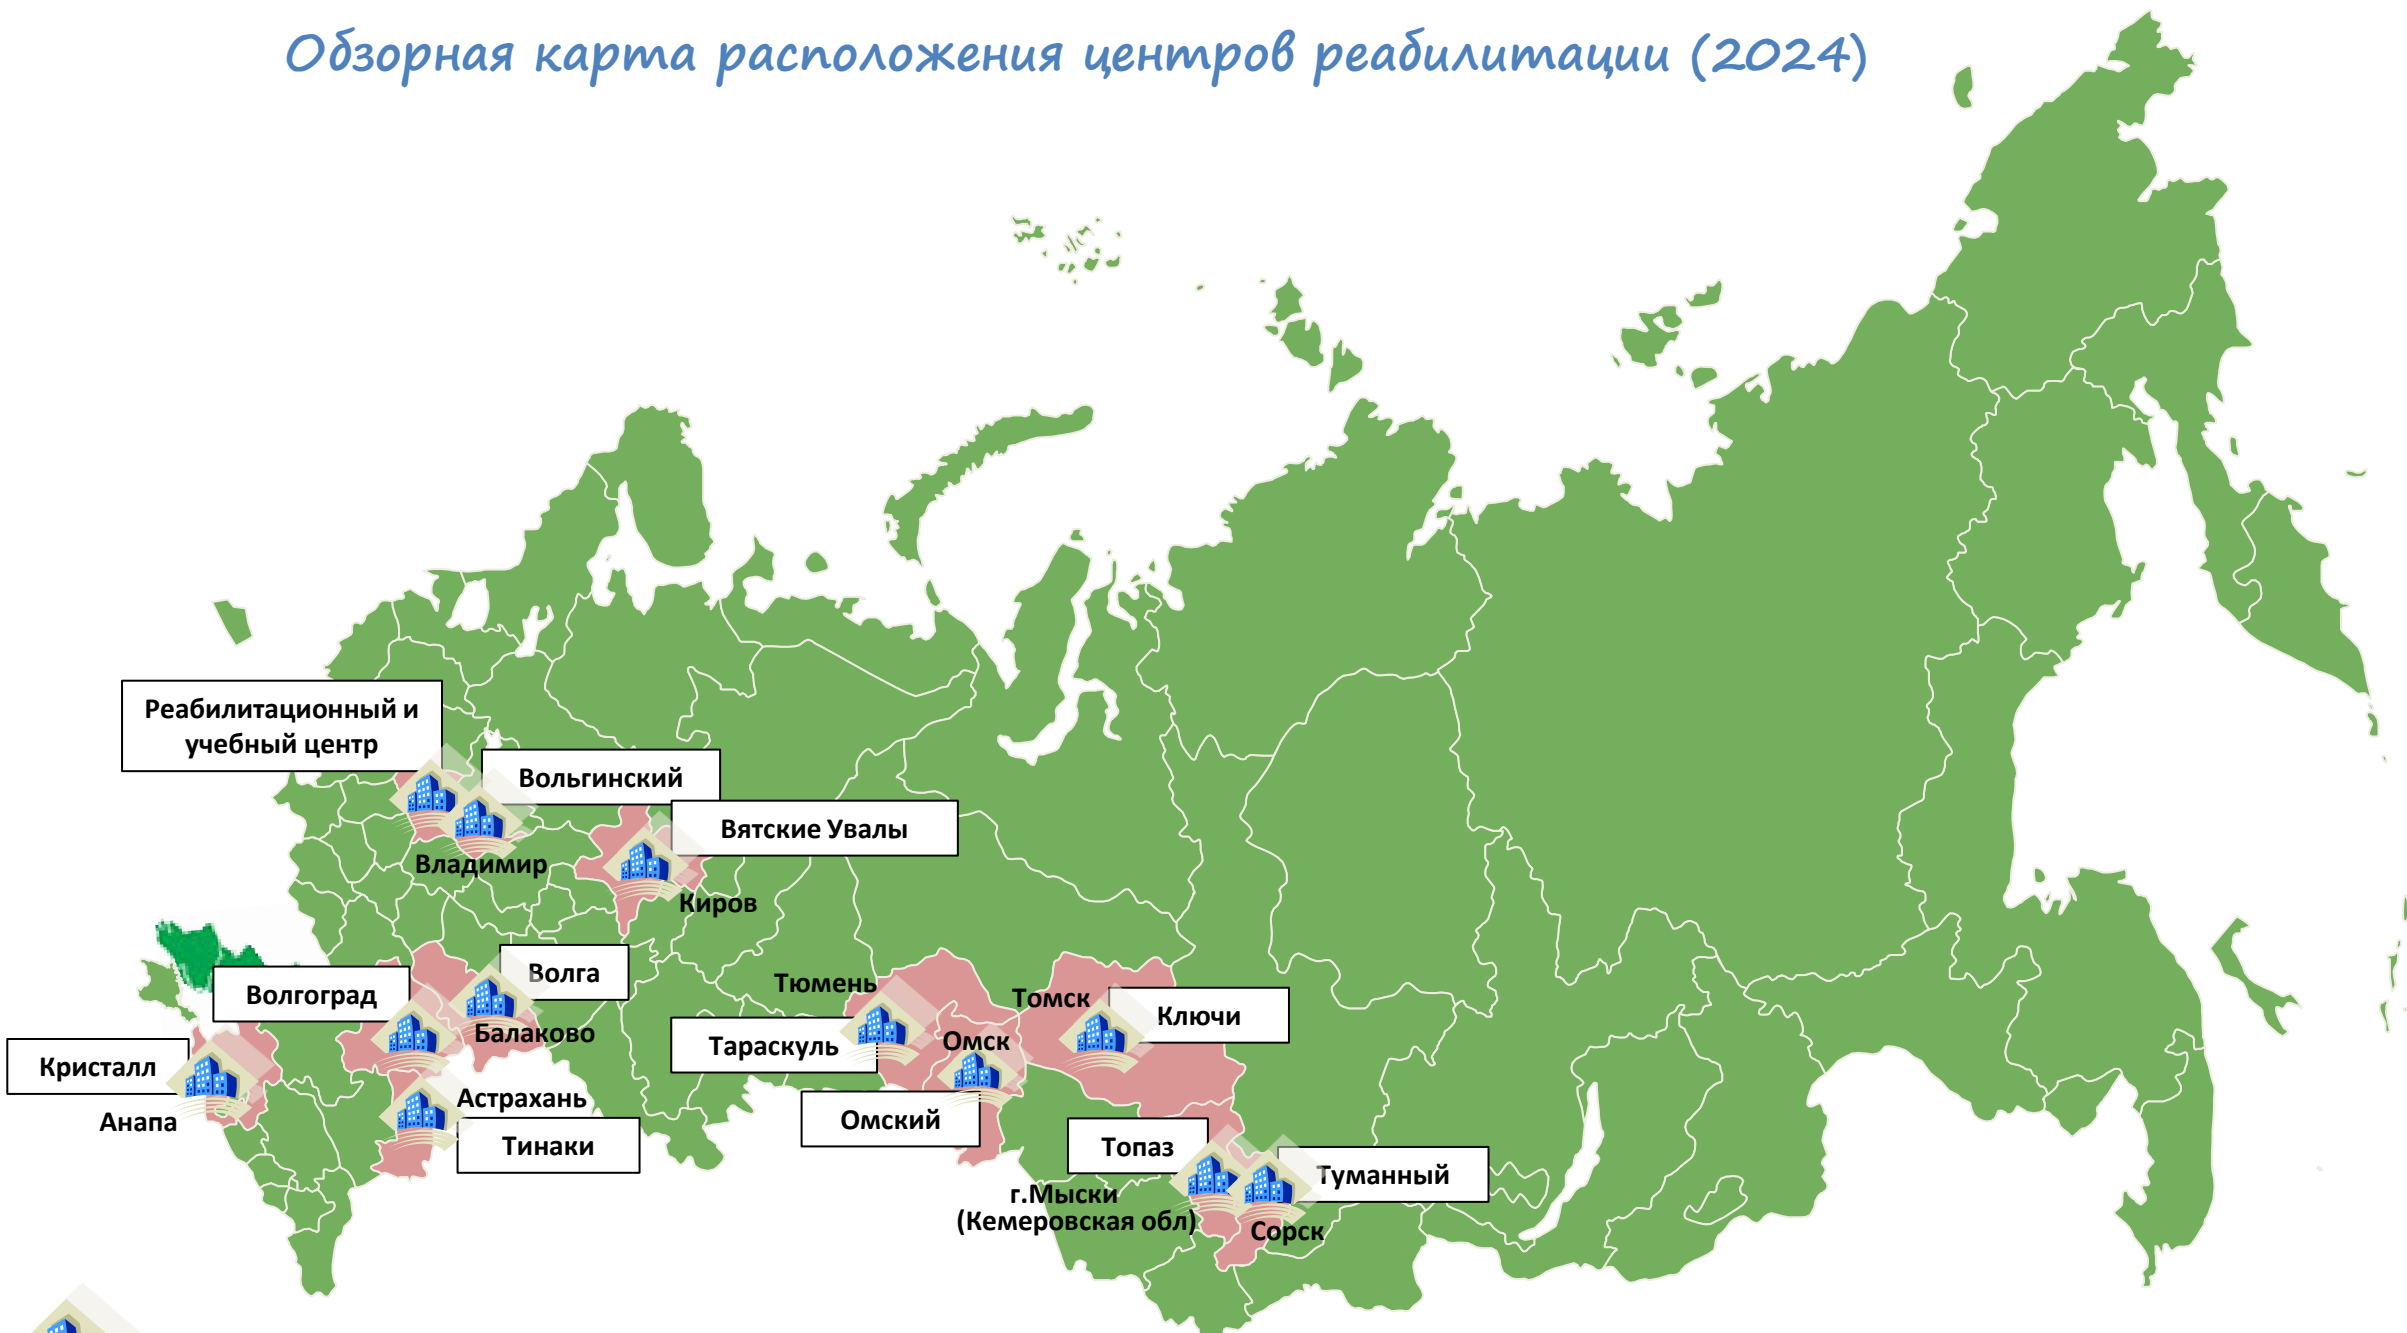 Обзорная карта расположения центров реабилитации (2024)
Реабилитационный и
учебный центр
Вольгинский
Вятские Увалы
Владимир
Киров
Волга
Волгоград
Балаково
Тюмень
Томск
Ключи
Тараскуль
Омск
Кристалл
Анапа
Астрахань
Тинаки
Омский
Топаз
Туманный
г.Мыски
(Кемеровская обл)
Сорск